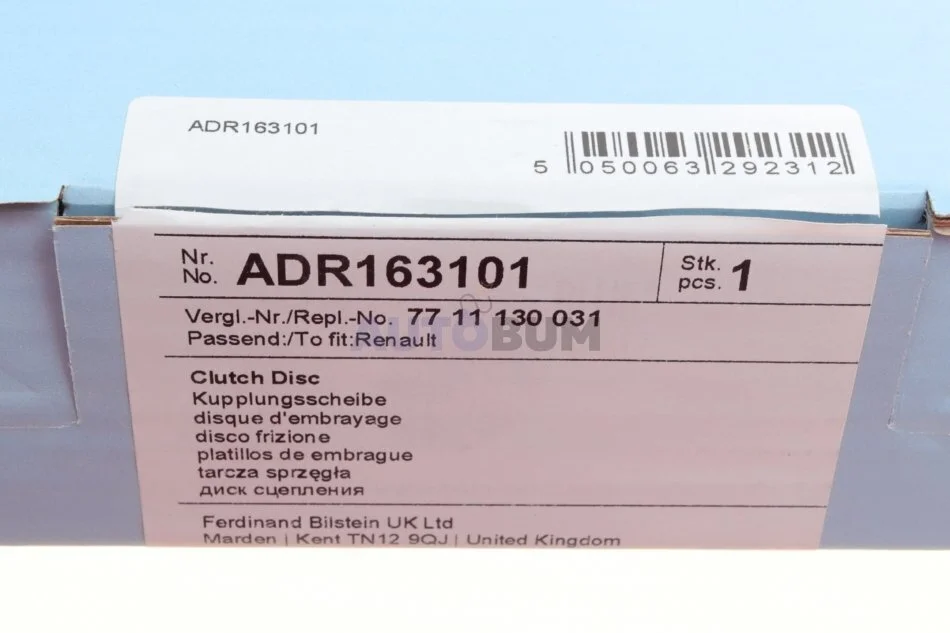 ADR163101
5 050063 292312
Nr.
No. ADR163101
Stk.
pcs. 1
Vergl.-Nr./Repl.-No. 77 11 130 031
Passend:/To fit:Renault
AUTOBUM
Clutch Disc
Kupplungsscheibe
disque d'embrayage
disco frizione
platillos de embrague
tarcza sprzęgła
диск сцепления
Ferdinand Bilstein UK Ltd
Marden | Kent TN12 9QJ | United Kingdom